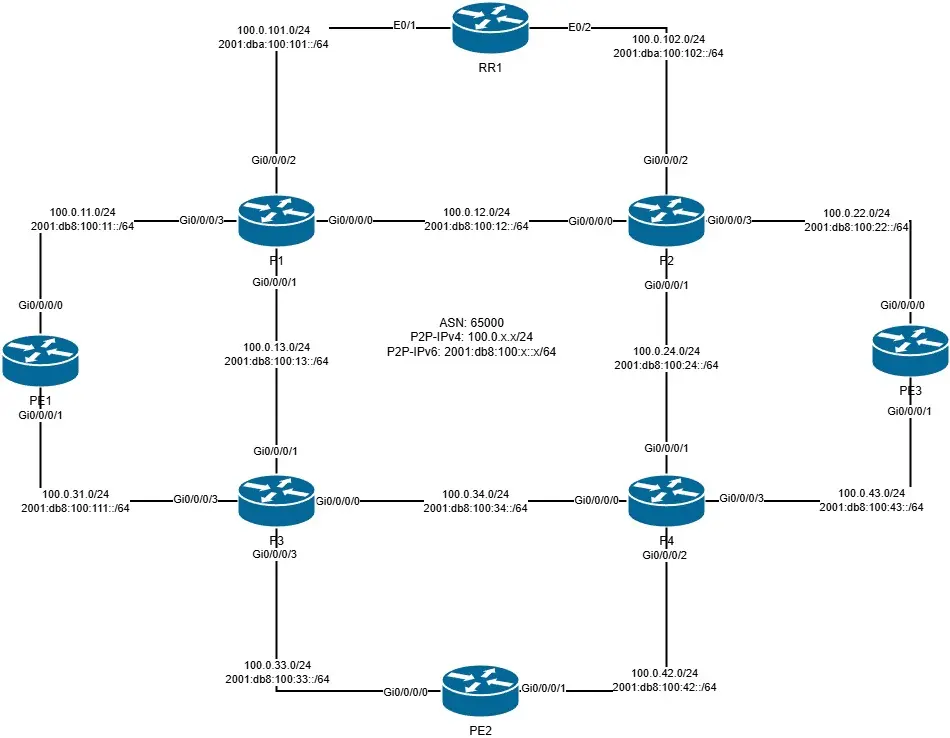 100.0.101.0/24
2001:dba:100:101::/64
E0/1
E0/2
RR1
100.0.102.0/24
2001:dba:100:102::/64
Gi0/0/0/2
Gi0/0/0/2
100.0.11.0/24
2001:db8:100:11::/64
Gi0/0/0/3
Gi0/0/0/0
100.0.12.0/24
2001:db8:100:12::/64
Gi0/0/0/0
Gi0/0/0/3
100.0.22.0/24
2001:db8:100:22::/64
P1
P2
Gi0/0/0/1
Gi0/0/0/1
Gi0/0/0/0
Gi0/0/0/0
ASN: 65000
P2P-IPv4: 100.0.x.x/24
P2P-IPv6: 2001:db8:100:x::x/64
100.0.13.0/24
2001:db8:100:13::/64
100.0.24.0/24
2001:db8:100:24::/64
PE1
Gi0/0/0/1
PE3
Gi0/0/0/1
Gi0/0/0/1
Gi0/0/0/1
100.0.31.0/24
2001:db8:100:111::/64
Gi0/0/0/3
Gi0/0/0/0
100.0.34.0/24
2001:db8:100:34::/64
Gi0/0/0/0
Gi0/0/0/3
100.0.43.0/24
2001:db8:100:43::/64
P3
P4
Gi0/0/0/3
Gi0/0/0/2
100.0.33.0/24
2001:db8:100:33::/64
Gi0/0/0/0
Gi0/0/0/1
100.0.42.0/24
2001:db8:100:42::/64
PE2